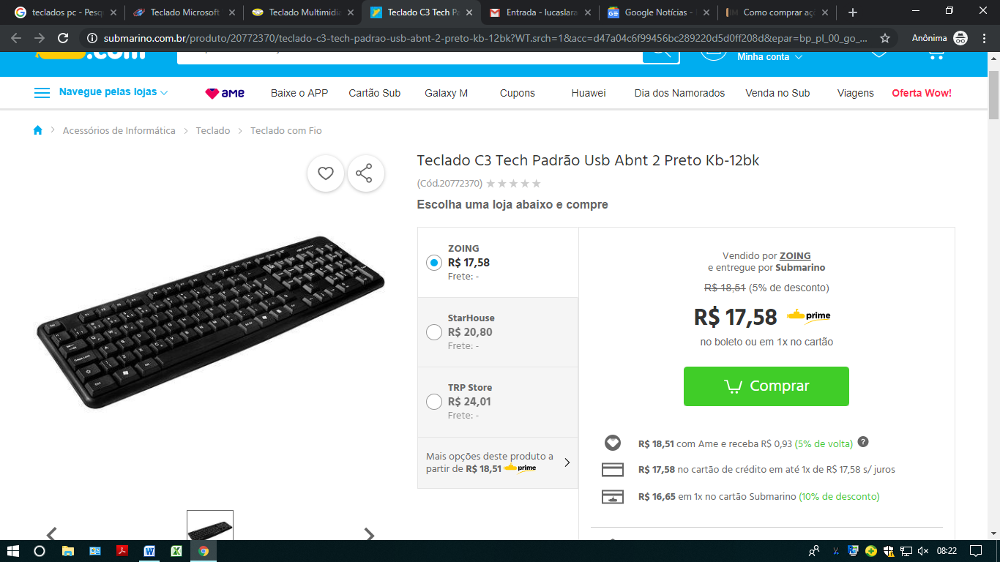 teclados pc - Pesq
Teclado Microsoft
Teclado Multimidia
Teclado C3 Tech Pa
Entrada - lucaslara
Google Notícias -
Como comprar aç
submarino.com.br/produto/20772370/teclado-c3-tech-padrao-usb-abnt-2-preto-kb-12bk?WT.srch=1&acc=d47a04c6f99456bc289220d5d0ff208d&epar=bp_pl_00_go_...
Anônima
.com
Minha conta
Navegue pelas lojas
AME
Baixe o APP
Cartão Sub
Galaxy M
Cupons
Huawei
Dia dos Namorados
Venda no Sub
Viagens
Oferta Wow!
Acessórios de Informática > Teclado > Teclado com Fio
Teclado C3 Tech Padrão Usb Abnt 2 Preto Kb-12bk
(Cód.20772370)
Escolha uma loja abaixo e compre
ZOING
R$ 17,58
Frete: -
StarHouse
R$ 20,80
Frete: -
TRP Store
R$ 24,01
Frete: -
Mais opções deste produto a
partir de R$ 18,51 prime
Vendido por ZOING
e entregue por Submarino
R$ 18,51 (5% de desconto)
R$ 17,58 prime
no boleto ou em 1x no cartão
Comprar
R$ 18,51 com Ame e receba R$ 0,93 (5% de volta) ?
R$ 17,58 no cartão de crédito em até 1x de R$ 17,58 s/ juros
R$ 16,65 em 1x no cartão Submarino (10% de desconto)
08:22